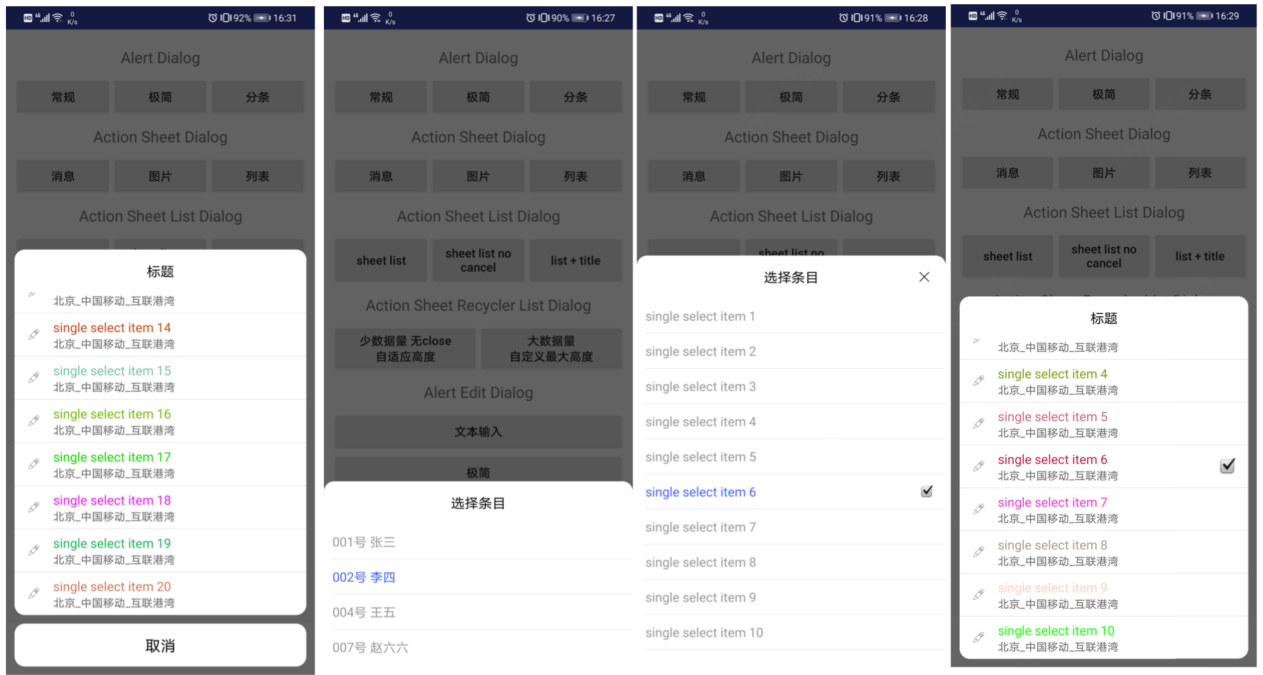 HD 46 0 K/s 92% 16:31
Alert Dialog
常规 极简 分条
Action Sheet Dialog
消息 图片 列表
Action Sheet List Dialog
标题
北京_中国移动_互联港湾
single select item 14
北京_中国移动_互联港湾
single select item 15
北京_中国移动_互联港湾
single select item 16
北京_中国移动_互联港湾
single select item 17
北京_中国移动_互联港湾
single select item 18
北京_中国移动_互联港湾
single select item 19
北京_中国移动_互联港湾
single select item 20
北京_中国移动_互联港湾
取消
HD 46 0 K/s 90% 16:27
Alert Dialog
常规 极简 分条
Action Sheet Dialog
消息 图片 列表
Action Sheet List Dialog
sheet list sheet list no cancel list + title
Action Sheet Recycler List Dialog
少数据量 无close 大数据量
自适应高度 自定义最大高度
Alert Edit Dialog
文本输入
极简
选择条目
001号 张三
002号 李四
004号 王五
007号 赵六六
HD 46 0 K/s 91% 16:28
Alert Dialog
常规 极简 分条
Action Sheet Dialog
消息 图片 列表
Action Sheet List Dialog
sheet list no
选择条目
single select item 1
single select item 2
single select item 3
single select item 4
single select item 5
single select item 6
single select item 7
single select item 8
single select item 9
single select item 10
HD 46 0 K/s 91% 16:29
Alert Dialog
常规 极简 分条
Action Sheet Dialog
消息 图片 列表
Action Sheet List Dialog
sheet list sheet list no cancel list + title
标题
北京_中国移动_互联港湾
single select item 4
北京_中国移动_互联港湾
single select item 5
北京_中国移动_互联港湾
single select item 6
北京_中国移动_互联港湾
single select item 7
北京_中国移动_互联港湾
single select item 8
北京_中国移动_互联港湾
single select item 9
北京_中国移动_互联港湾
single select item 10
北京_中国移动_互联港湾